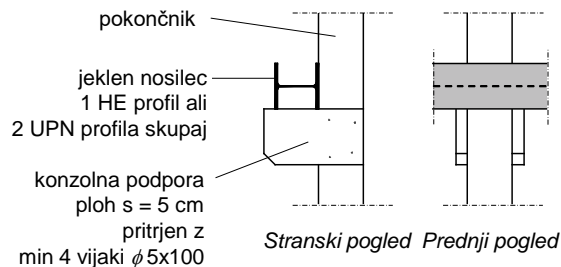 pokončnik
jeklen nosilec
1 HE profil ali
2 UPN profila skupaj
konzolna podpora
ploh s = 5 cm
pritrjen z
min 4 vijaki ϕ 5x100
Stranski pogled
Prednji pogled